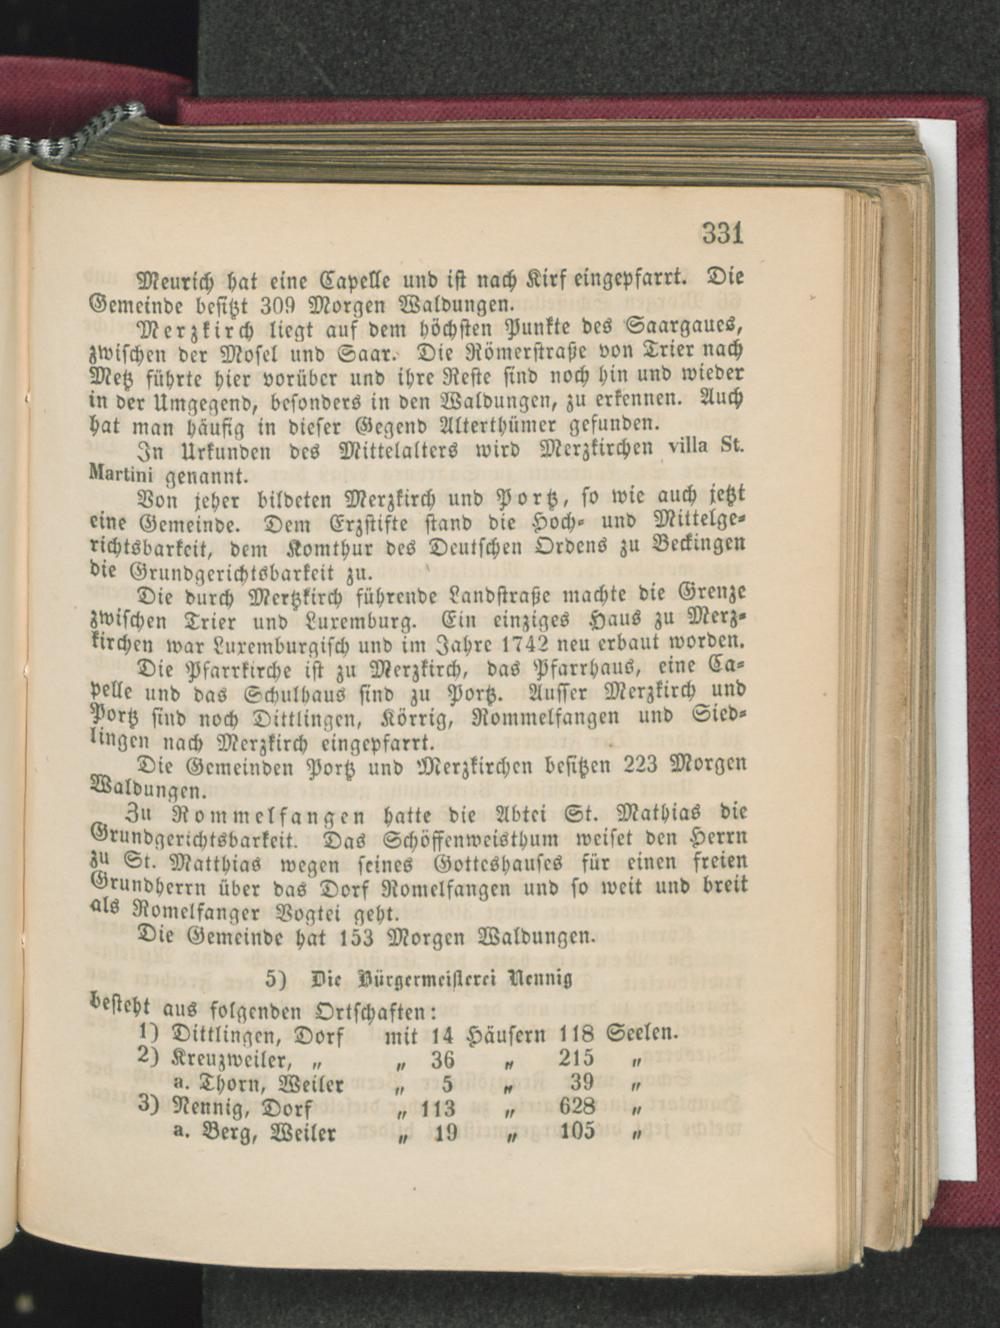 331
Meurich hat eine Capelle und ist nach Kirf eingepfarrt. Die
Gemeinde besitzt 309 Morgen Waldungen.
Merzkirch liegt auf dem höchsten Punkte des Saargaues,
zwischen der Mosel und Saar. Die Römerstraße von Trier nach
Metz führte hier vorüber und ihre Reste sind noch hin und wieder
in der Umgegend, besonders in den Waldungen, zu erkennen. Auch
hat man häufig in dieser Gegend Alterthümer gefunden.
In Urkunden des Mittelalters wird Merzkirchen villa St.
Martini genannt.
Von jeher bildeten Merzkirch und Portz, so wie auch jetzt
eine Gemeinde. Dem Erzstifte stand die Hoch- und Mittelge-
richtsbarkeit, dem Komthur des Deutschen Ordens zu Beckingen
die Grundgerichtsbarkeit zu.
Die durch Mertzkirch führende Landstraße machte die Grenze
zwischen Trier und Luxemburg. Ein einziges Haus zu Merz-
kirchen war Luxemburgisch und im Jahre 1742 neu erbaut worden.
Die Pfarrkirche ist zu Merzkirch, das Pfarrhaus, eine Ca-
pelle und das Schulhaus sind zu Portz. Ausser Merzkirch und
Portz sind noch Dittlingen, Körrig, Rommelfangen und Sied-
lingen nach Merzkirch eingepfarrt.
Die Gemeinden Portz und Merzkirchen besitzen 223 Morgen
Waldungen.
Zu Rommelfangen hatte die Abtei St. Mathias die
Grundgerichtsbarkeit. Das Schöffenweisthum weiset den Herrn
zu St. Matthias wegen seines Gotteshauses für einen freien
Grundherrn über das Dorf Romelfangen und so weit und breit
als Romelfanger Vogtei geht.
Die Gemeinde hat 153 Morgen Waldungen.
5) Die Bürgermeisterei Nennig
besteht aus folgenden Ortschaften:
1) Dittlingen, Dorf mit 14 Häusern 118 Seelen.
2) Kreuzweiler, „ „ 36 „ 215 „
a. Thorn, Weiler „ 5 „ 39 „
3) Nennig, Dorf „ 113 „ 628 „
a. Berg, Weiler „ 19 „ 105 „